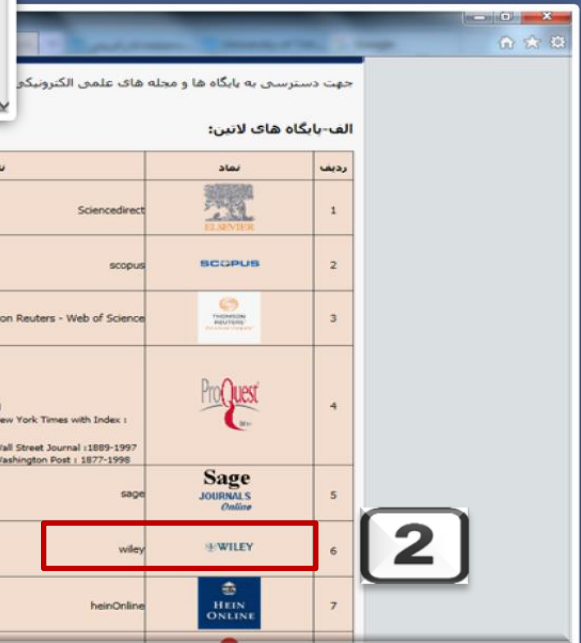 جهت دسترسی به پایگاه ها و مجله های علمی الکترونیکی
الف-پایگاه های لاتین:
ردیف نماد
1 ELSEVIER Sciencedirect
2 SCOPUS scopus
3 THOMSON REUTERS on Reuters - Web of Science
4 ProQuest
ew York Times with Index :
all Street Journal :1889-1997
ashington Post : 1877-1998
5 Sage JOURNALS Online sage
6 WILEY wiley
2
7 HEIN ONLINE heinOnline